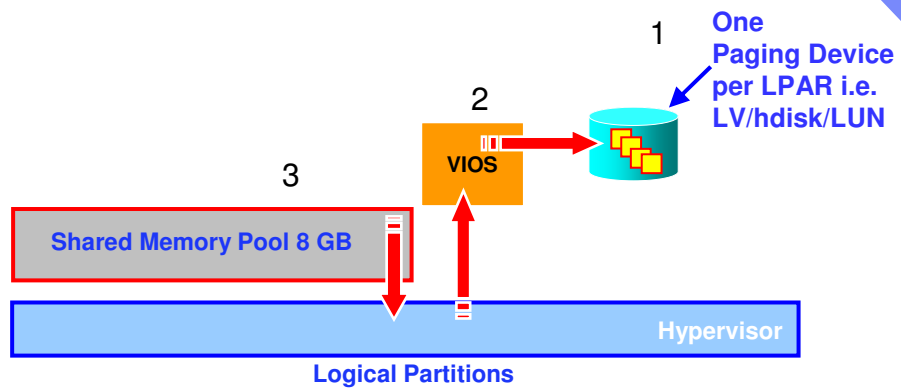 1
One
Paging Device
per LPAR i.e.
LV/hdisk/LUN
2
VIOS
3
Shared Memory Pool 8 GB
Hypervisor
Logical Partitions